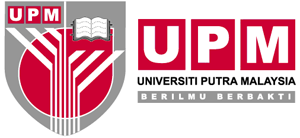 UPM
UPM
UNIVERSITI PUTRA MALAYSIA
BERILMU BERBAKTI